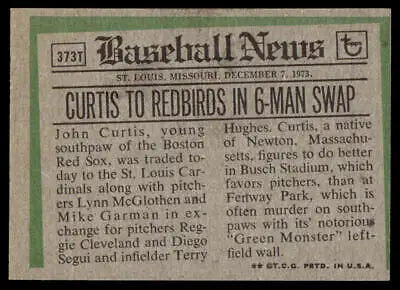 373T
Baseball News
T
ST. LOUIS, MISSOURI, DECEMBER 7, 1973.
CURTIS TO REDBIRDS IN 6-MAN SWAP
John Curtis, young
southpaw of the Boston
Red Sox, was traded to-
day to the St. Louis Car-
dinals along with pitch-
ers Lynn McGlothen and
Mike Garman in ex-
change for pitchers Reg-
gie Cleveland and Diego
Segui and infielder Terry
Hughes. Curtis, a native
of Newton, Massachu-
setts, figures to do better
in Busch Stadium, which
favors pitchers, than at
Fenway Park, which is
often murder on south-
paws with its notorious
"Green Monster" left-
field wall.
** ©T.C.G. PRTD. IN U.S.A.